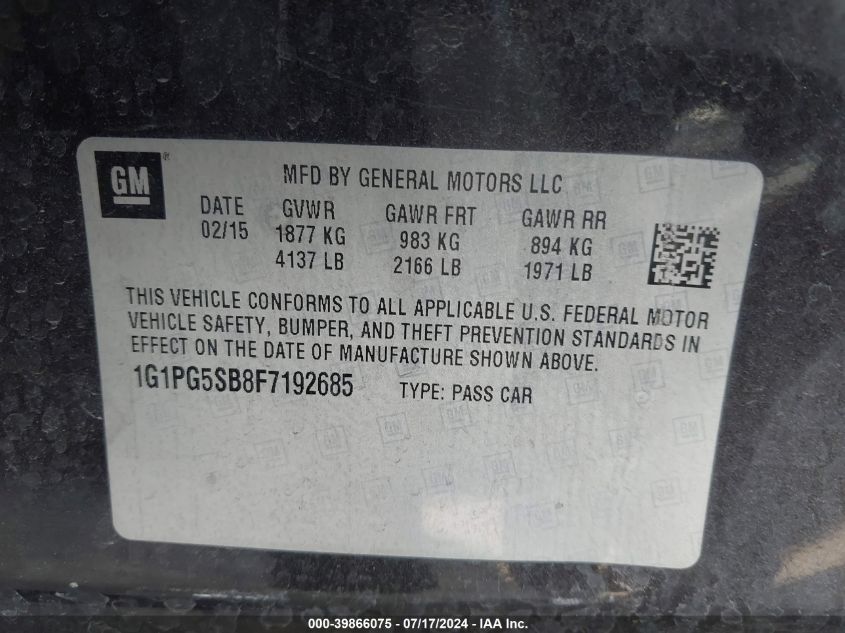 GM®
MFD BY GENERAL MOTORS LLC
DATE GVWR GAWR FRT GAWR RR
02/15 1877 KG 983 KG 894 KG
4137 LB 2166 LB 1971 LB
THIS VEHICLE CONFORMS TO ALL APPLICABLE U.S. FEDERAL MOTOR
VEHICLE SAFETY, BUMPER, AND THEFT PREVENTION STANDARDS IN
EFFECT ON THE DATE OF MANUFACTURE SHOWN ABOVE.
1G1PG5SB8F7192685 TYPE: PASS CAR
000-39866075 - 07/17/2024 - IAA Inc.